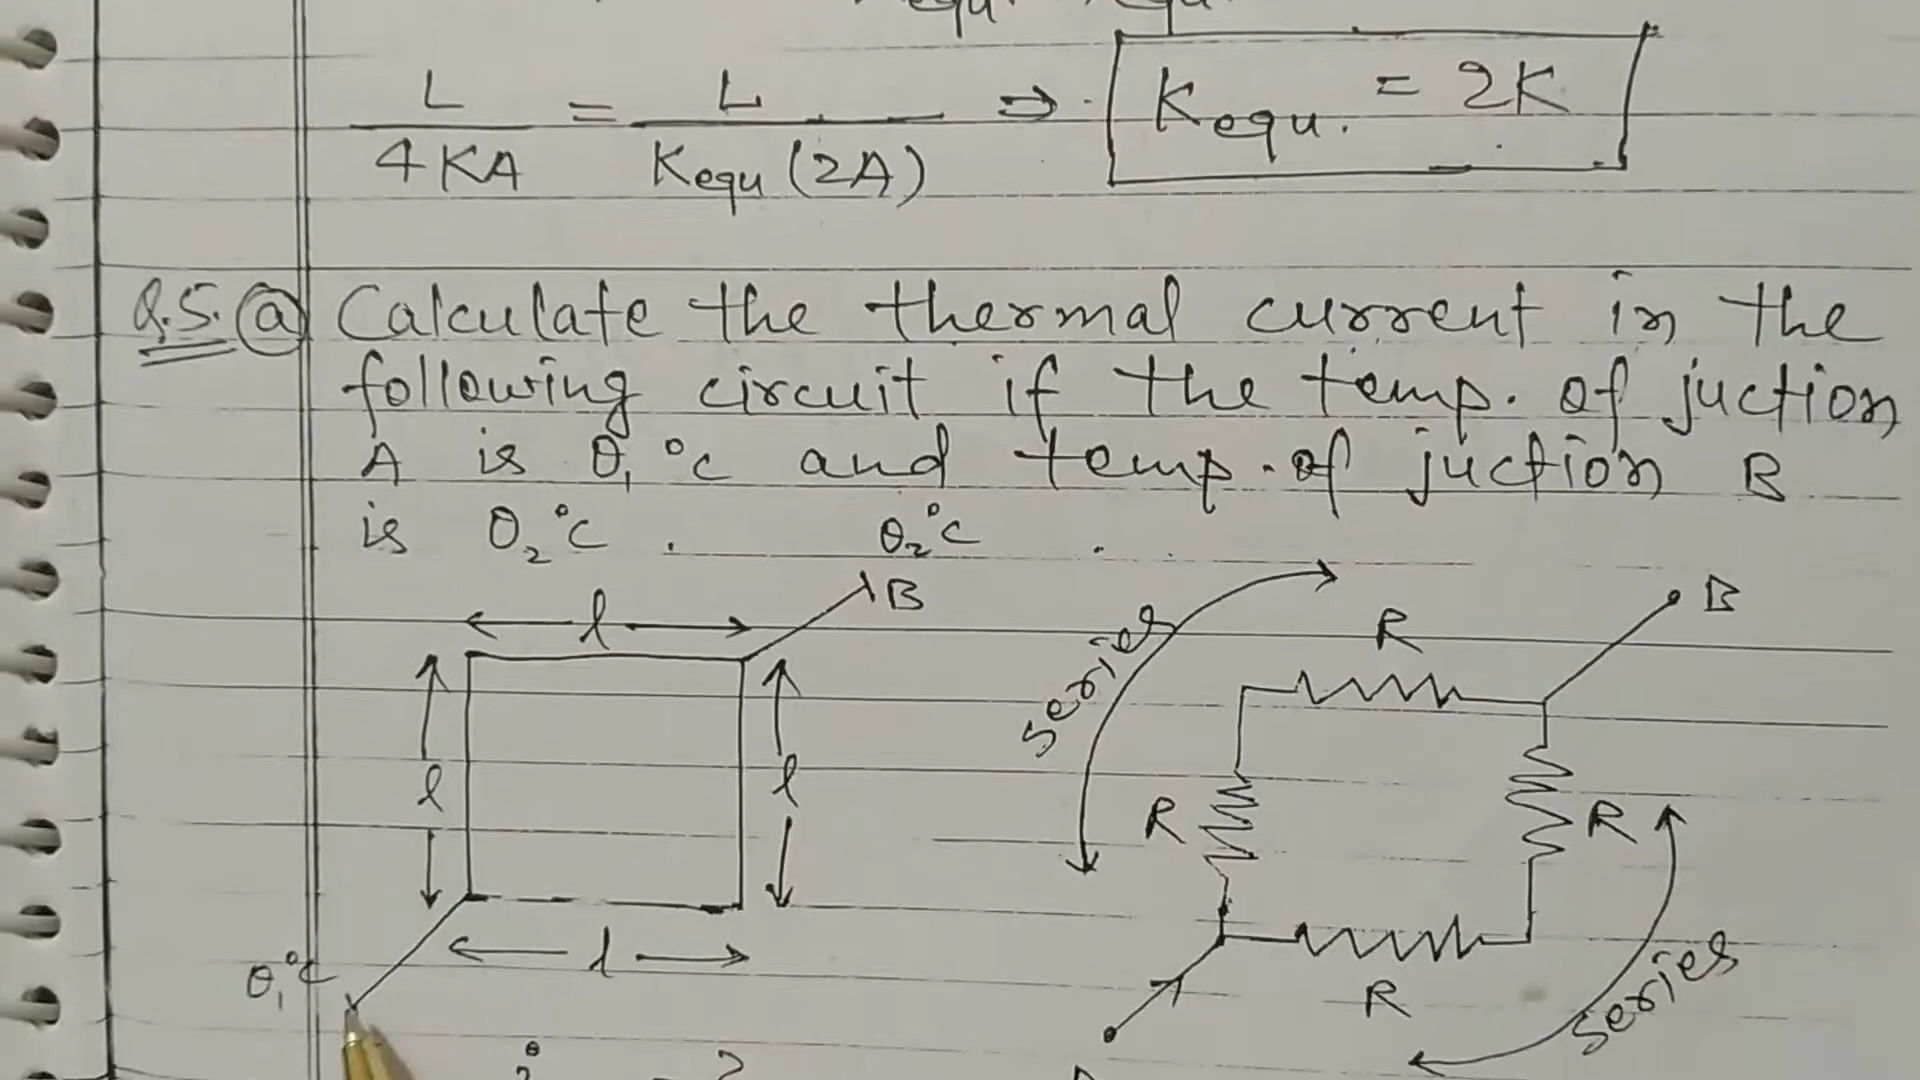 L = L ⇒ Kequ. = 2K
4KA Kequ (2A)
Q.5. (a) Calculate the thermal current in the
following circuit if the temp. of juction
A is θ₁ °c and temp. of juction B
is θ₂°c . θ₂°c
B
l
l
l
l
θ₁°c
series
R
B
R
R
R
series